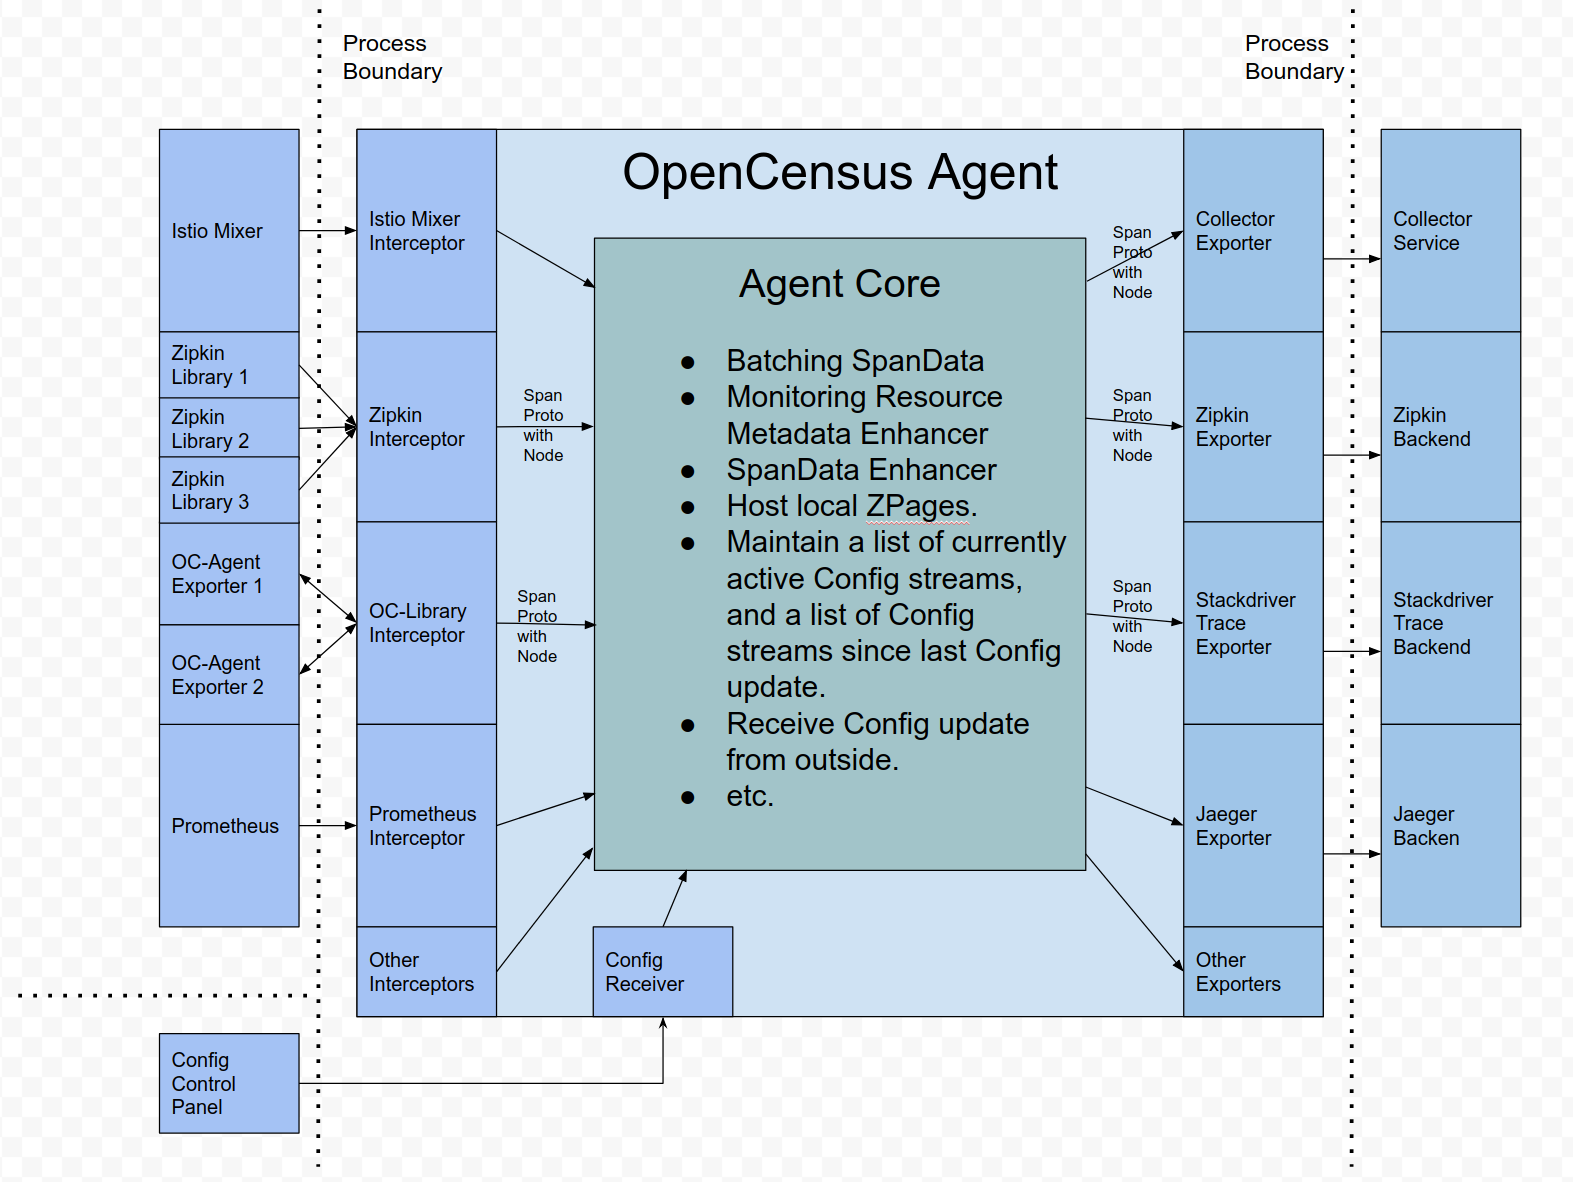 Process
Boundary
Process
Boundary
OpenCensus Agent
Istio Mixer
Zipkin
Library 1
Zipkin
Library 2
Zipkin
Library 3
OC-Agent
Exporter 1
OC-Agent
Exporter 2
Prometheus
Config
Control
Panel
Istio Mixer
Interceptor
Zipkin
Interceptor
OC-Library
Interceptor
Prometheus
Interceptor
Other
Interceptors
Span
Proto
with
Node
Span
Proto
with
Node
Agent Core
● Batching SpanData
● Monitoring Resource
Metadata Enhancer
● SpanData Enhancer
● Host local ZPages.
● Maintain a list of currently
active Config streams,
and a list of Config
streams since last Config
update.
● Receive Config update
from outside.
● etc.
Config
Receiver
Span
Proto
with
Node
Span
Proto
with
Node
Span
Proto
with
Node
Collector
Exporter
Zipkin
Exporter
Stackdriver
Trace
Exporter
Jaeger
Exporter
Other
Exporters
Collector
Service
Zipkin
Backend
Stackdriver
Trace
Backend
Jaeger
Backen